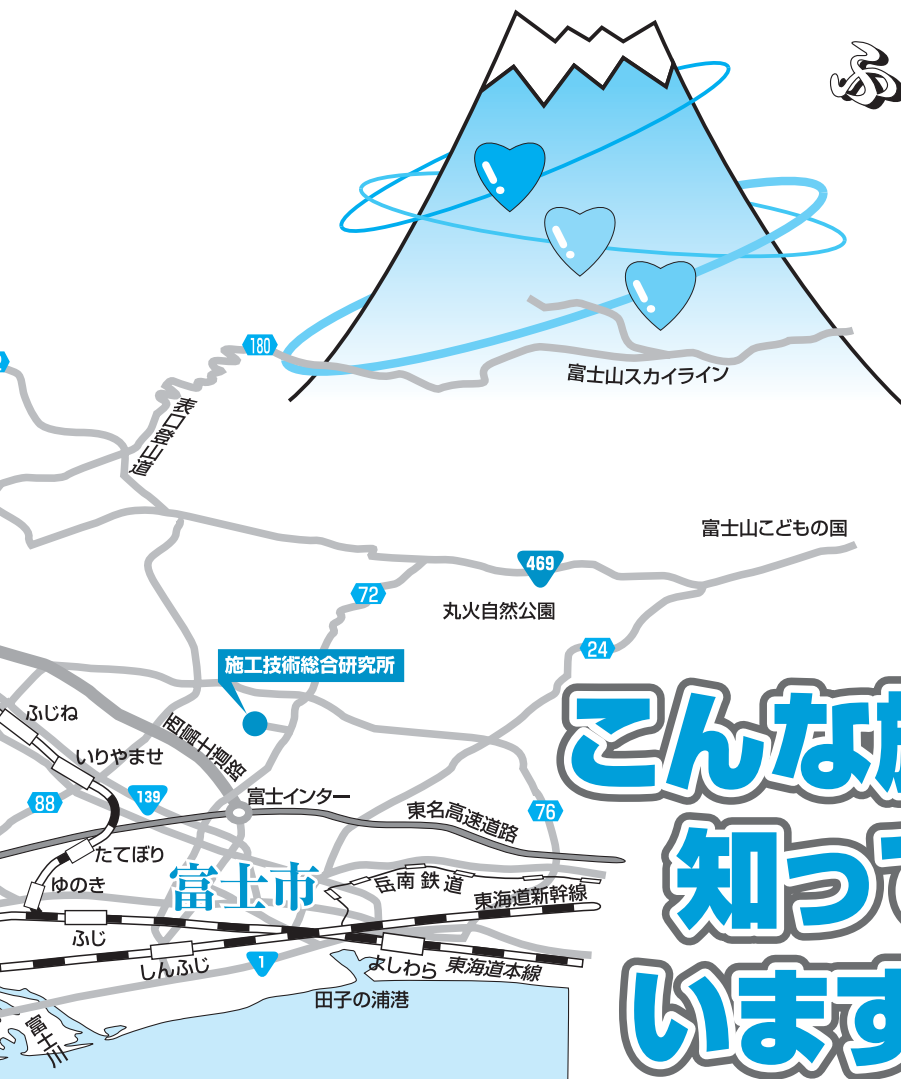 ふ
180
富士山スカイライン
表口登山道
富士山こどもの国
469
72
丸火自然公園
24
施工技術総合研究所
こんな
ふじね
西富士道路
いりやませ
88
139
富士インター
東名高速道路
76
たてぼり
知って
ゆのき
富士市
岳南鉄道
東海道新幹線
ふじ
しんふじ
1
よしわら
東海道本線
います
田子の浦港
富士川